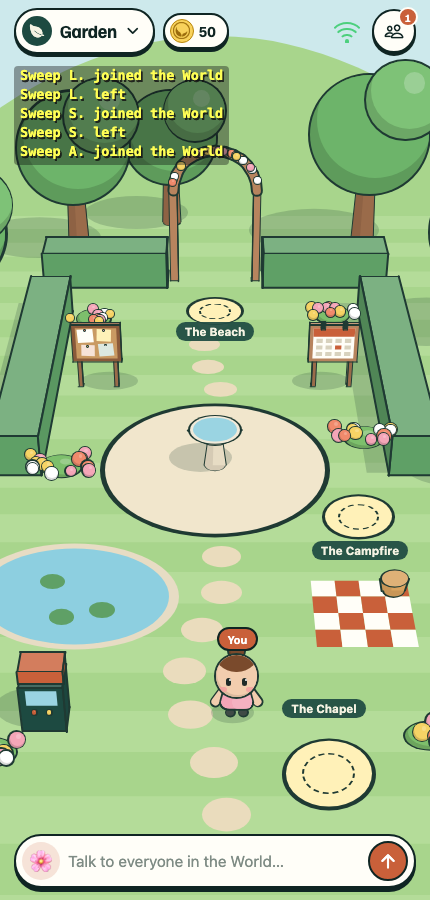 Garden
50
1
Sweep L. joined the World
Sweep L. left
Sweep S. joined the World
Sweep S. left
Sweep A. joined the World
The Beach
The Campfire
You
The Chapel
Talk to everyone in the World...